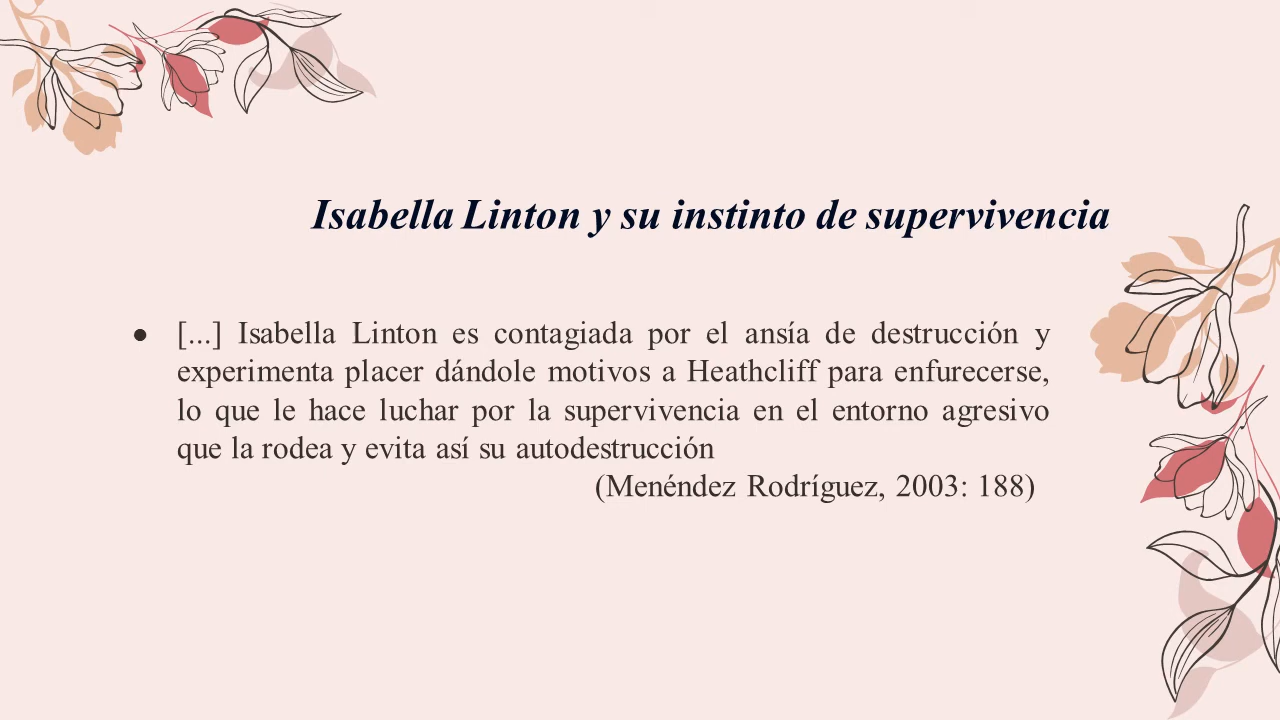 Isabella Linton y su instinto de supervivencia
● [...] Isabella Linton es contagiada por el ansía de destrucción y
experimenta placer dándole motivos a Heathcliff para enfurecerse,
lo que le hace luchar por la supervivencia en el entorno agresivo
que la rodea y evita así su autodestrucción
(Menéndez Rodríguez, 2003: 188)